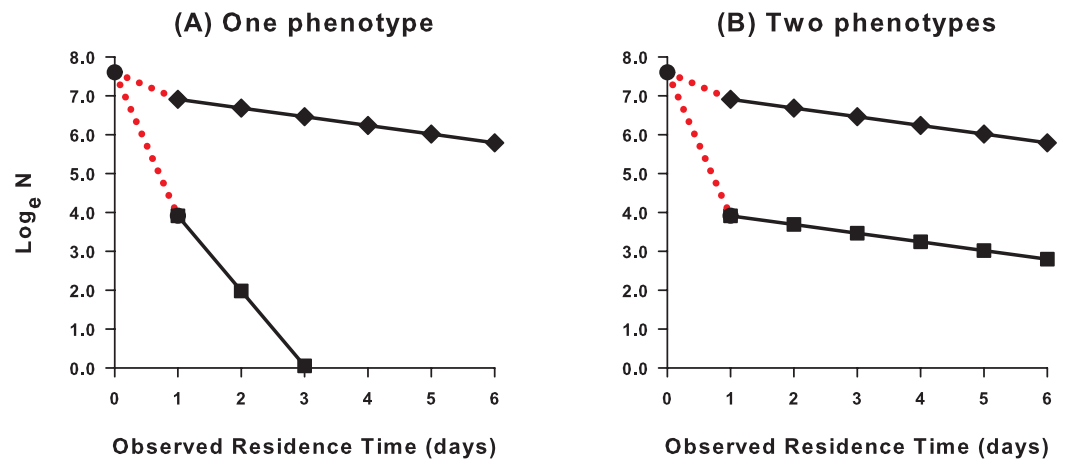 (A) One phenotype
8.0
7.0
6.0
5.0
4.0
3.0
2.0
1.0
0.0
Logₑ N
0 1 2 3 4 5 6
Observed Residence Time (days)
(B) Two phenotypes
8.0
7.0
6.0
5.0
4.0
3.0
2.0
1.0
0.0
0 1 2 3 4 5 6
Observed Residence Time (days)